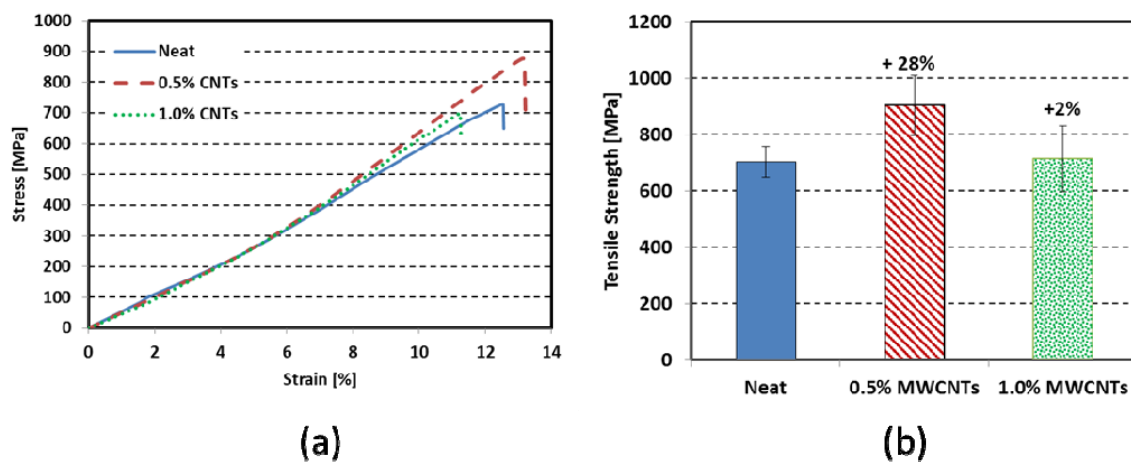 1000
900
800
700
600
500
400
300
200
100
0
Stress [MPa]
Neat
0.5% CNTs
1.0% CNTs
0 2 4 6 8 10 12 14
Strain [%]
(a)
1200
1000
800
600
400
200
0
Tensile Strength [MPa]
+ 28%
+2%
Neat 0.5% MWCNTs 1.0% MWCNTs
(b)